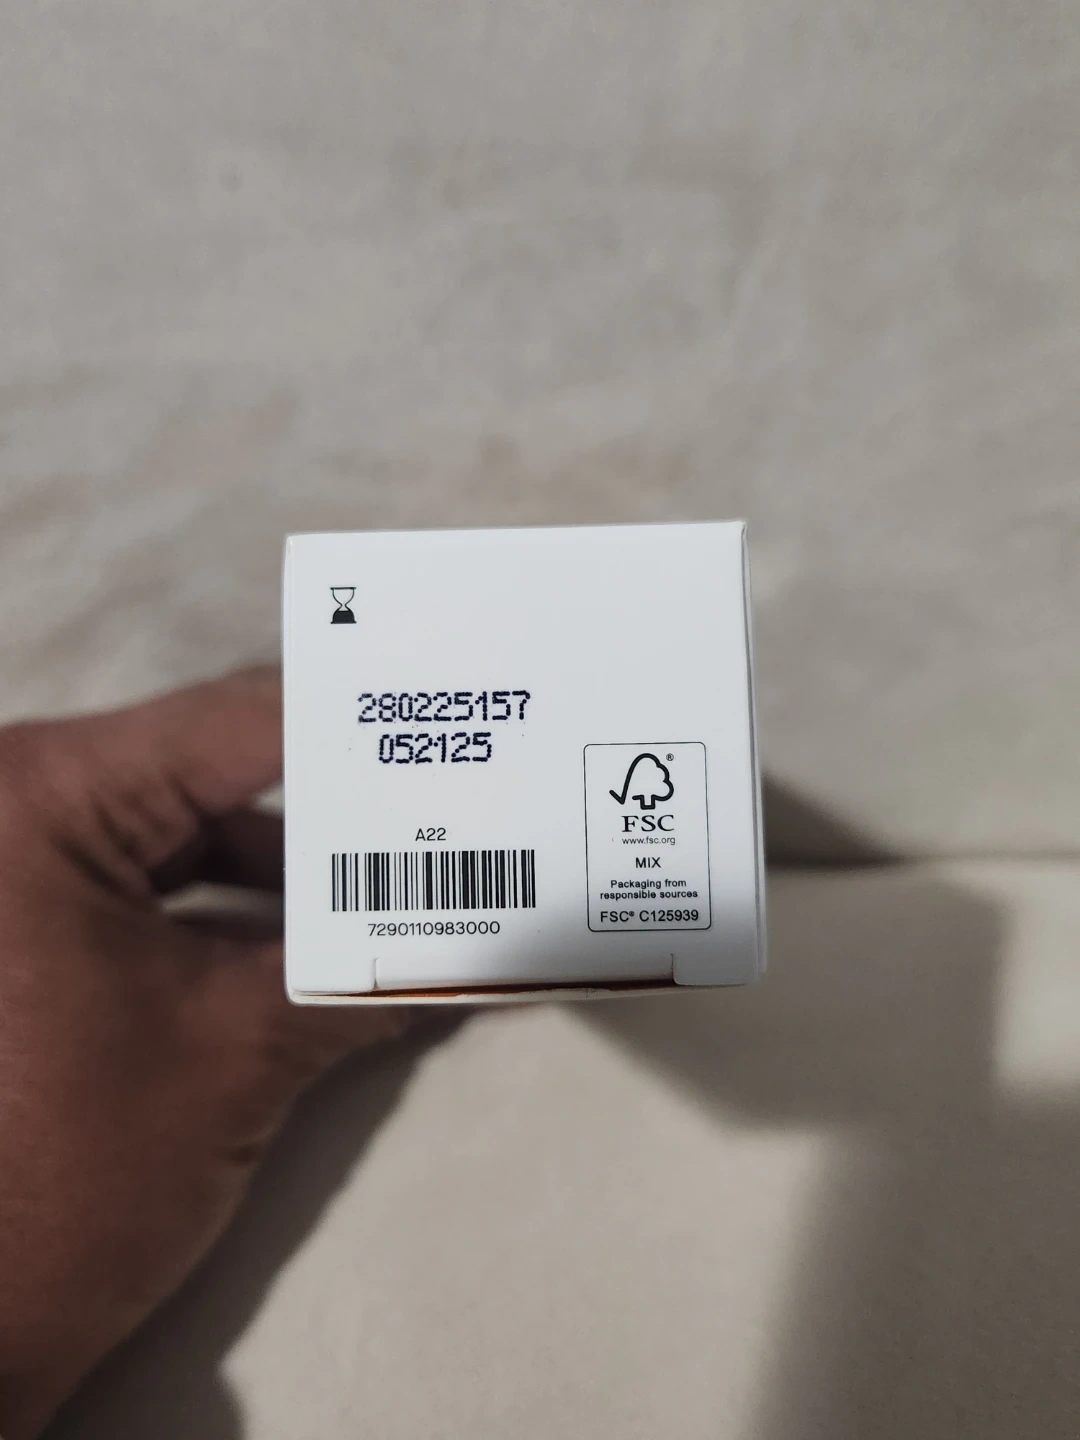 280225157
052125
A22
7290110983000
®
FSC
www.fsc.org
MIX
Packaging from
responsible sources
FSC® C125939